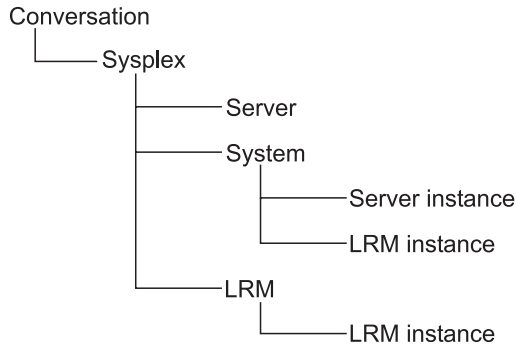 Conversation
Sysplex
Server
System
Server instance
LRM instance
LRM
LRM instance